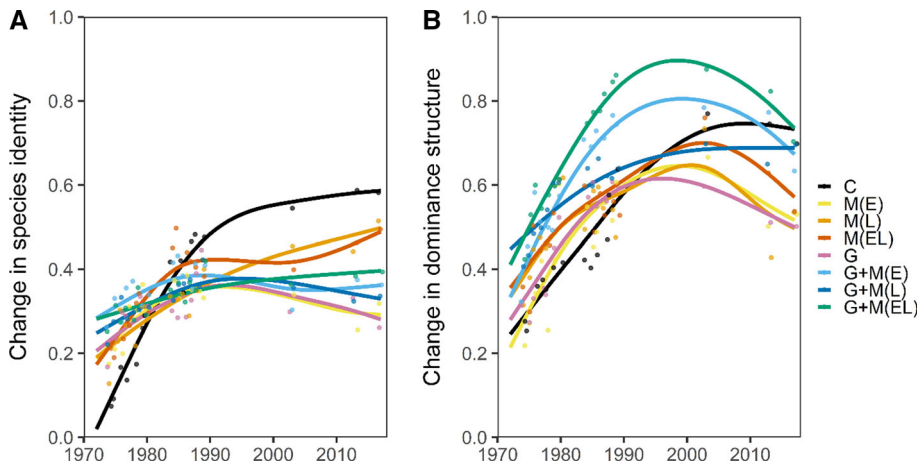 A
B
Change in species identity
1.0
0.8
0.6
0.4
0.2
0.0
1970 1980 1990 2000 2010
Change in dominance structure
1.0
0.8
0.6
0.4
0.2
0.0
1970 1980 1990 2000 2010
C
M(E)
M(L)
M(EL)
G
G+M(E)
G+M(L)
G+M(EL)